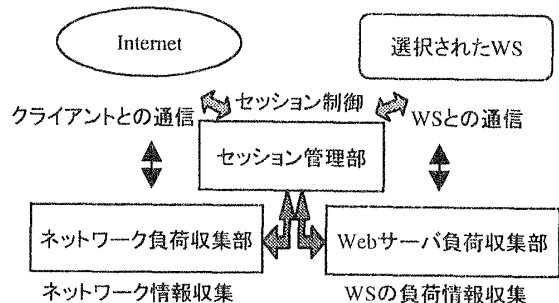 Internet
選択されたWS
セッション制御
クライアントとの通信
WSとの通信
セッション管理部
ネットワーク負荷収集部
Webサーバ負荷収集部
ネットワーク情報収集
WSの負荷情報収集